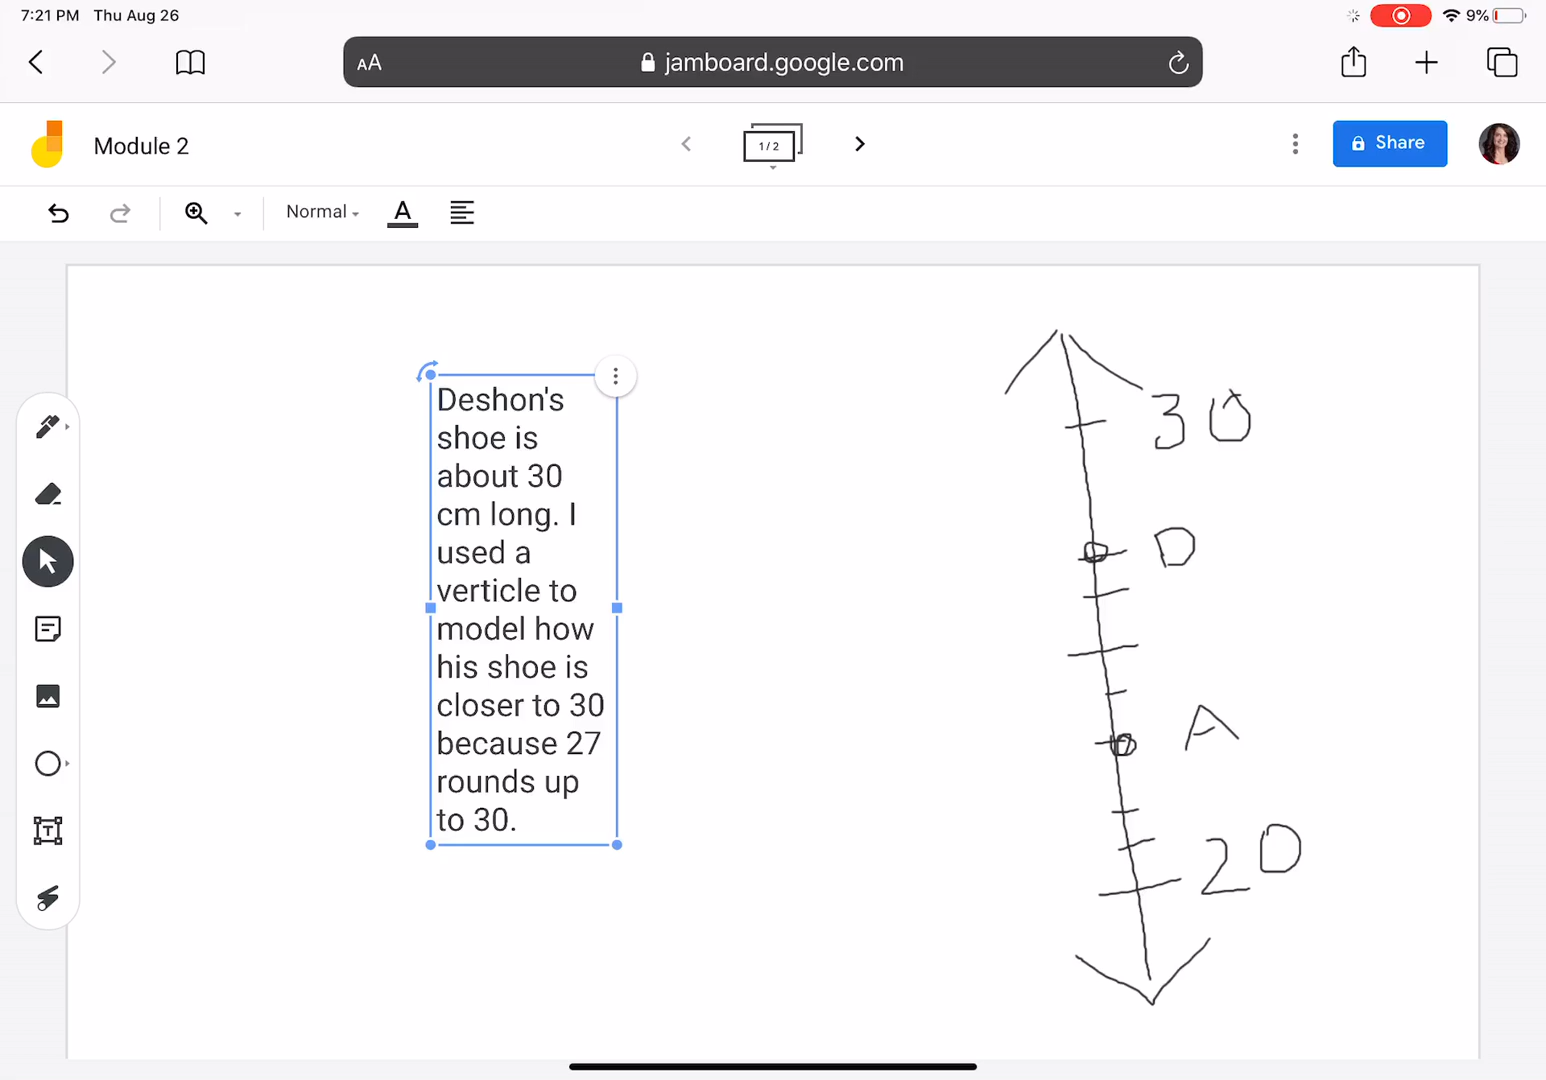 7:21 PM Thu Aug 26
9%
AA jamboard.google.com
Module 2
1/2
Share
Normal
A
Deshon's
shoe is
about 30
cm long. I
used a
verticle to
model how
his shoe is
closer to 30
because 27
rounds up
to 30.
30
D
A
20